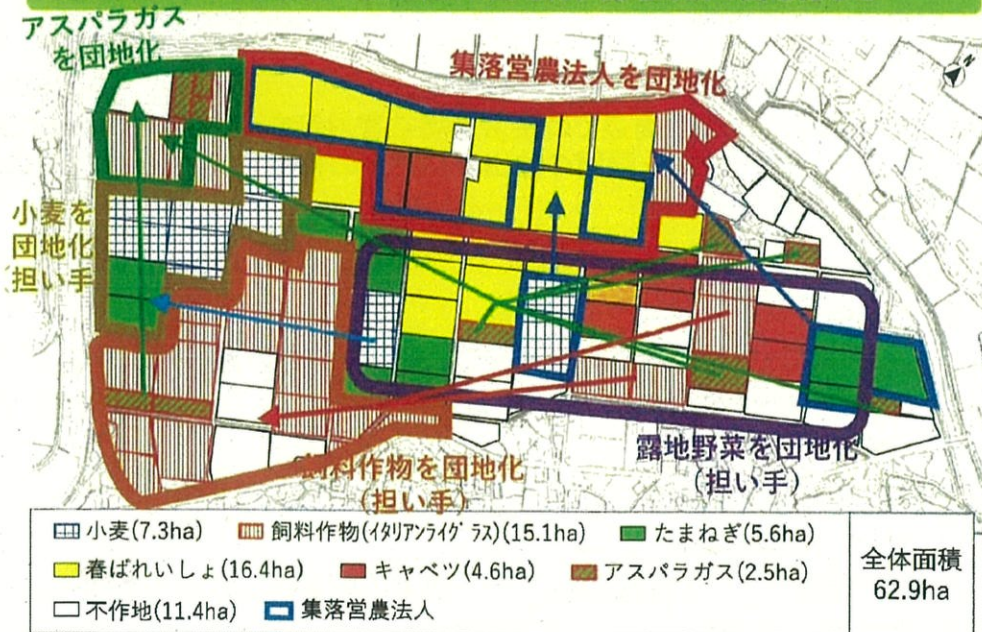 アスパラガス
を団地化
集落営農法人を団地化
N
小麦を
団地化
(担い手)
飼料作物を団地化
(担い手)
露地野菜を団地化
(担い手)
小麦(7.3ha)
飼料作物(イタリアンライグラス)(15.1ha)
たまねぎ(5.6ha)
春ばれいしょ(16.4ha)
キャベツ(4.6ha)
アスパラガス(2.5ha)
不作地(11.4ha)
集落営農法人
全体面積
62.9ha